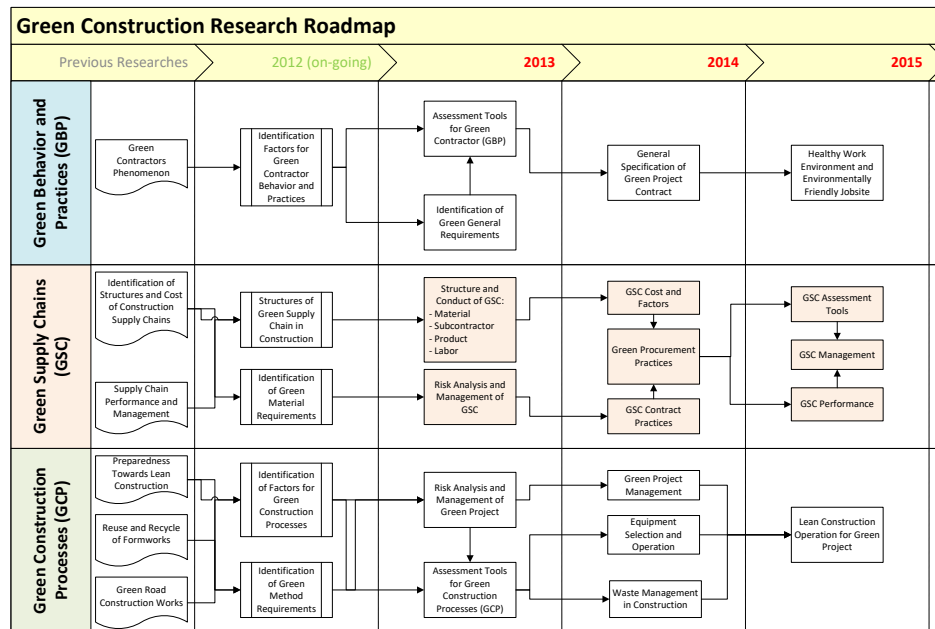 Green Construction Research Roadmap
Previous Researches
2012 (on-going)
2013
2014
2015
Green Behavior and
Practices (GBP)
Green
Contractors
Phenomenon
Identification
Factors for
Green
Contractor
Behavior and
Practices
Assessment Tools
for Green
Contractor (GBP)
Identification of
Green General
Requirements
General
Specification of
Green Project
Contract
Healthy Work
Environment and
Environmentally
Friendly Jobsite
Green Supply Chains
(GSC)
Identification of
Structures and Cost
of Construction
Supply Chains
Supply Chain
Performance and
Management
Structures of
Green Supply
Chain in
Construction
Identification
of Green
Material
Requirements
Structure and
Conduct of GSC:
- Material
- Subcontractor
- Product
- Labor
Risk Analysis and
Management of
GSC
GSC Cost and
Factors
Green Procurement
Practices
GSC Contract
Practices
GSC Assessment
Tools
GSC Management
GSC Performance
Green Construction
Processes (GCP)
Preparedness
Towards Lean
Construction
Reuse and Recycle
of Formworks
Green Road
Construction Works
Identification
of Factors for
Green
Construction
Processes
Identification
of Green
Method
Requirements
Risk Analysis and
Management of
Green Project
Assessment Tools
for Green
Construction
Processes (GCP)
Green Project
Management
Equipment
Selection and
Operation
Waste Management
in Construction
Lean Construction
Operation for Green
Project